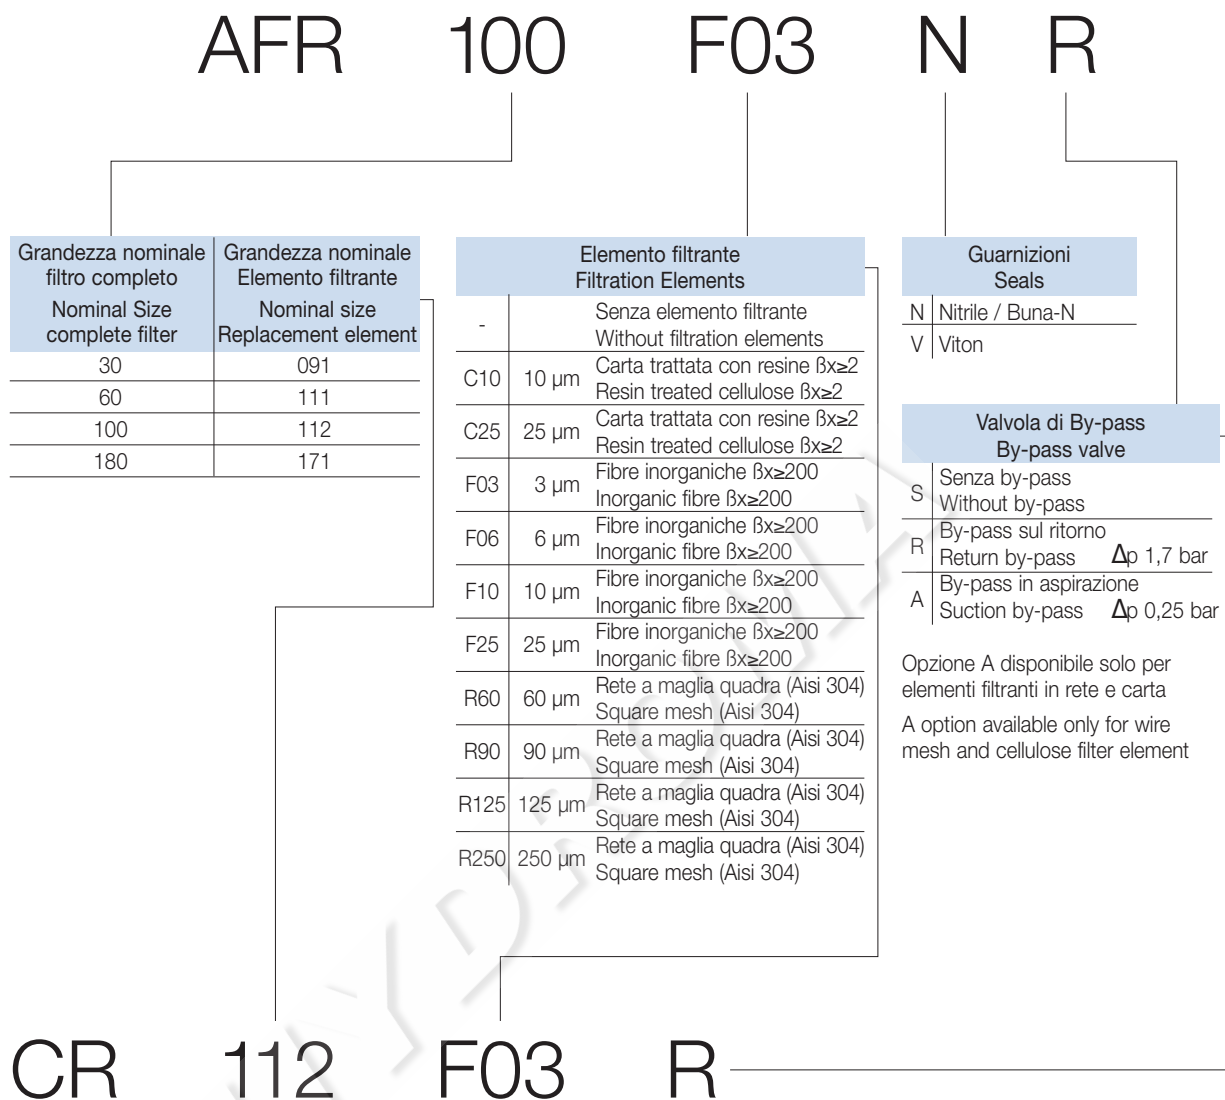 AFR 100 F03 N R
Grandezza nominale filtro completo
Nominal Size complete filter
Grandezza nominale Elemento filtrante
Nominal size Replacement element
30 091
60 111
100 112
180 171
Elemento filtrante
Filtration Elements
- Senza elemento filtrante
Without filtration elements
C10 10 µm Carta trattata con resine ßx≥2
Resin treated cellulose ßx≥2
C25 25 µm Carta trattata con resine ßx≥2
Resin treated cellulose ßx≥2
F03 3 µm Fibre inorganiche ßx≥200
Inorganic fibre ßx≥200
F06 6 µm Fibre inorganiche ßx≥200
Inorganic fibre ßx≥200
F10 10 µm Fibre inorganiche ßx≥200
Inorganic fibre ßx≥200
F25 25 µm Fibre inorganiche ßx≥200
Inorganic fibre ßx≥200
R60 60 µm Rete a maglia quadra (Aisi 304)
Square mesh (Aisi 304)
R90 90 µm Rete a maglia quadra (Aisi 304)
Square mesh (Aisi 304)
R125 125 µm Rete a maglia quadra (Aisi 304)
Square mesh (Aisi 304)
R250 250 µm Rete a maglia quadra (Aisi 304)
Square mesh (Aisi 304)
Guarnizioni
Seals
N Nitrile / Buna-N
V Viton
Valvola di By-pass
By-pass valve
S Senza by-pass
Without by-pass
R By-pass sul ritorno
Return by-pass Δp 1,7 bar
A By-pass in aspirazione
Suction by-pass Δp 0,25 bar
Opzione A disponibile solo per
elementi filtranti in rete e carta
A option available only for wire
mesh and cellulose filter element
CR 112 F03 R